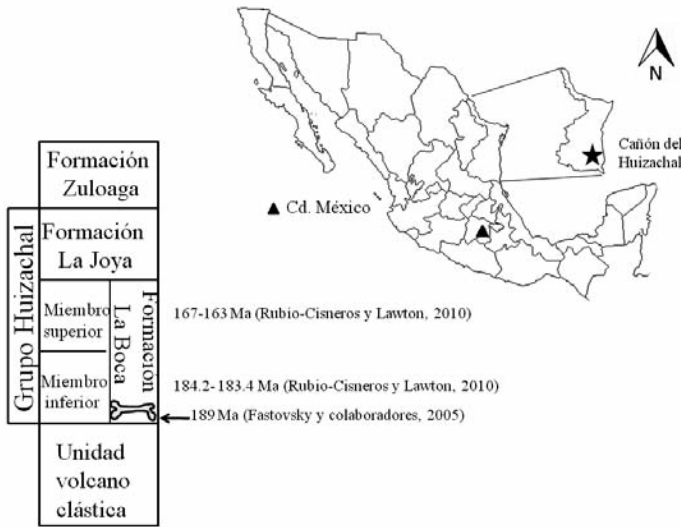 N
Cañón del
Huizachal
Cd. México
Formación
Zuloaga
Grupo Huizachal
Formación
La Joya
Miembro
superior
Miembro
inferior
Formación
La Boca
167-163 Ma (Rubio-Cisneros y Lawton, 2010)
184.2-183.4 Ma (Rubio-Cisneros y Lawton, 2010)
189 Ma (Fastovsky y colaboradores, 2005)
Unidad
volcano
clástica